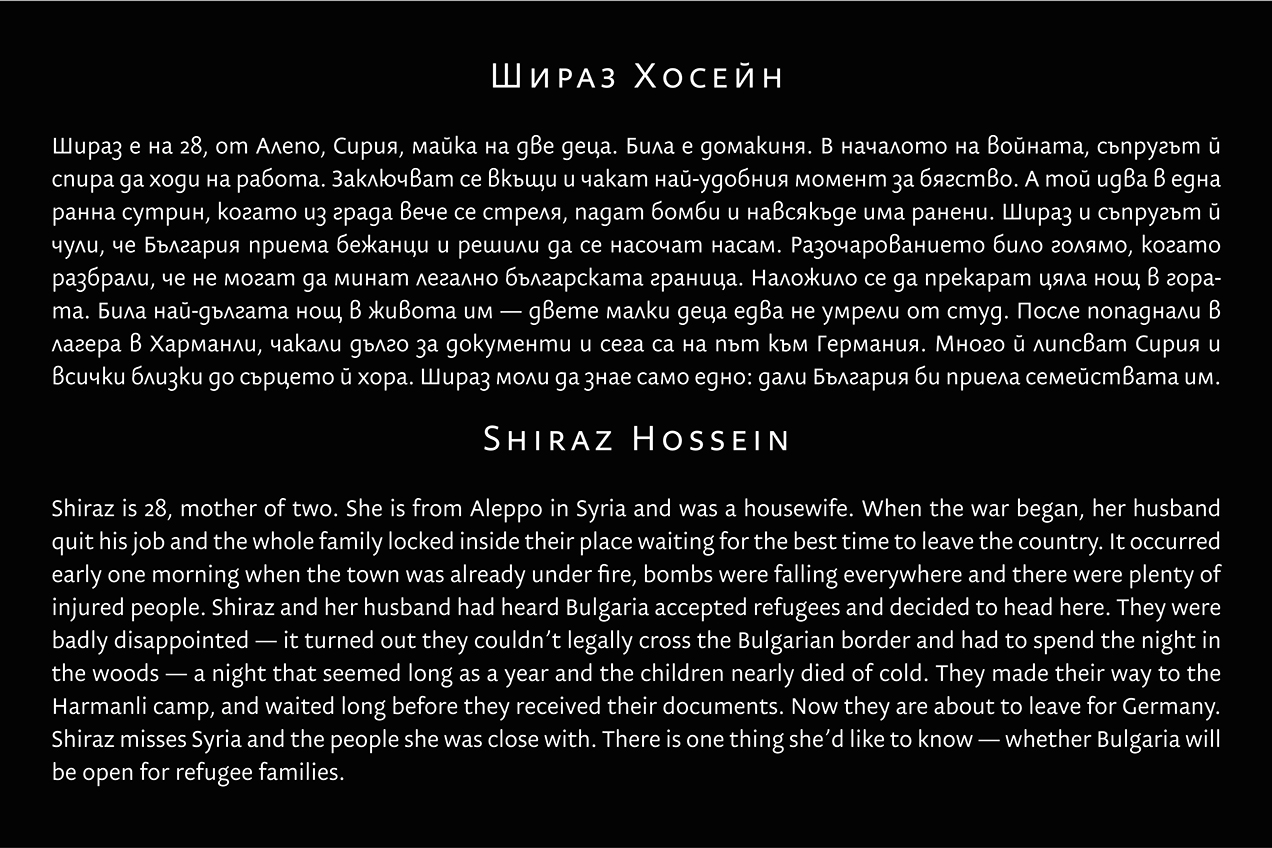 Шираз Хосейн
Шираз е на 28, от Алепо, Сирия, майка на две деца. Била е домакиня. В началото на войната, съпругът ѝ
спира да ходи на работа. Заключват се вкъщи и чакат най-удобния момент за бягство. А той идва в една
ранна сутрин, когато из града вече се стреля, падат бомби и навсякъде има ранени. Шираз и съпругът ѝ
чули, че България приема бежанци и решили да се насочат насам. Разочарованието било голямо, когато
разбрали, че не могат да минат легално българската граница. Наложило се да прекарат цяла нощ в гора-
та. Била най-дългата нощ в живота им — двете малки деца едва не умрели от студ. После попаднали в
лагера в Харманли, чакали дълго за документи и сега са на път към Германия. Много ѝ липсват Сирия и
всички близки до сърцето ѝ хора. Шираз моли да знае само едно: дали България би приела семействата им.
Shiraz Hossein
Shiraz is 28, mother of two. She is from Aleppo in Syria and was a housewife. When the war began, her husband
quit his job and the whole family locked inside their place waiting for the best time to leave the country. It occurred
early one morning when the town was already under fire, bombs were falling everywhere and there were plenty of
injured people. Shiraz and her husband had heard Bulgaria accepted refugees and decided to head here. They were
badly disappointed — it turned out they couldn’t legally cross the Bulgarian border and had to spend the night in
the woods — a night that seemed long as a year and the children nearly died of cold. They made their way to the
Harmanli camp, and waited long before they received their documents. Now they are about to leave for Germany.
Shiraz misses Syria and the people she was close with. There is one thing she’d like to know — whether Bulgaria will
be open for refugee families.